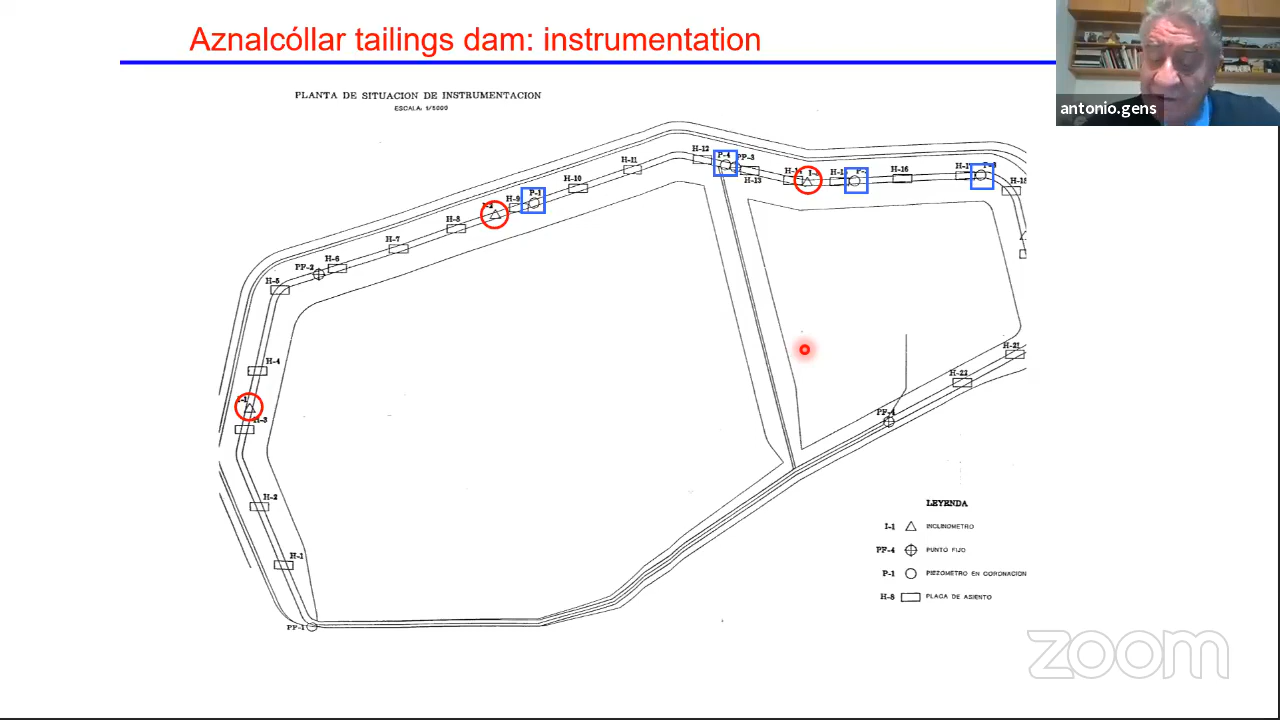 Aznalcóllar tailings dam: instrumentation
antonio.gens
PLANTA DE SITUACION DE INSTRUMENTACION
ESCALA: 1/5000
H-12
P-4
PP-3
H-13
H-16
H-18
H-11
H-10
P-1
H-9
H-8
H-7
H-6
PF-2
H-5
H-4
H-3
H-2
H-1
PF-1
H-21
H-22
PF-4
LEYENDA
I-1 INCLINOMETRO
PF-4 PUNTO FIJO
P-1 PIEZOMETRO EN CORONACION
H-8 PLACA DE ASIENTO
zoom